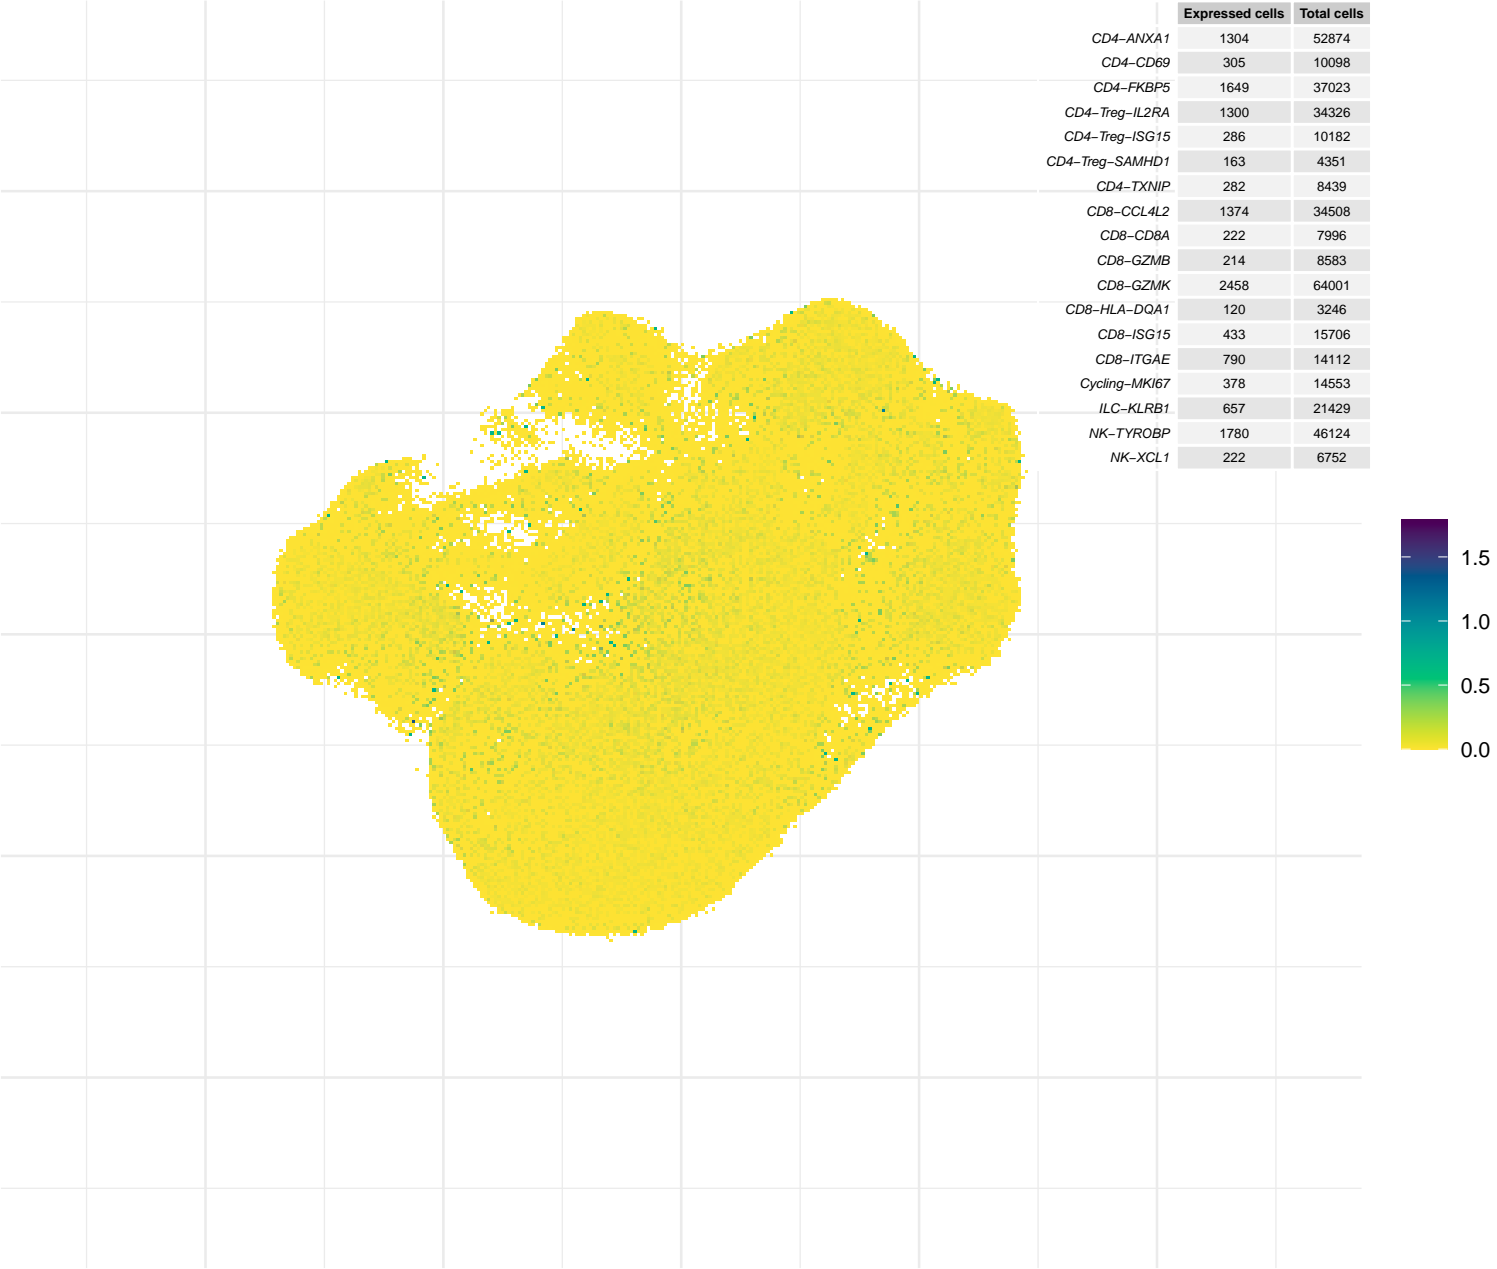 Expressed cells Total cells
CD4−ANXA1 1304 52874
CD4−CD69 305 10098
CD4−FKBP5 1649 37023
CD4−Treg−IL2RA 1300 34326
CD4−Treg−ISG15 286 10182
CD4−Treg−SAMHD1 163 4351
CD4−TXNIP 282 8439
CD8−CCL4L2 1374 34508
CD8−CD8A 222 7996
CD8−GZMB 214 8583
CD8−GZMK 2458 64001
CD8−HLA−DQA1 120 3246
CD8−ISG15 433 15706
CD8−ITGAE 790 14112
Cycling−MKI67 378 14553
ILC−KLRB1 657 21429
NK−TYROBP 1780 46124
NK−XCL1 222 6752
1.5
1.0
0.5
0.0